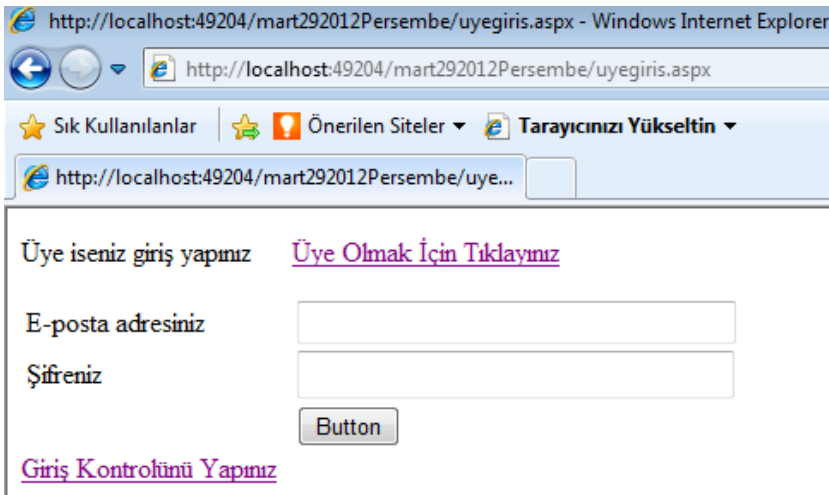 http://localhost:49204/mart292012Persembe/uyegiris.aspx - Windows Internet Explorer
http://localhost:49204/mart292012Persembe/uyegiris.aspx
Sık Kullanılanlar Önerilen Siteler Tarayıcınızı Yükseltin
http://localhost:49204/mart292012Persembe/uye...
Üye iseniz giriş yapınız Üye Olmak İçin Tıklayınız
E-posta adresiniz
Şifreniz
Button
Giriş Kontrolünü Yapınız